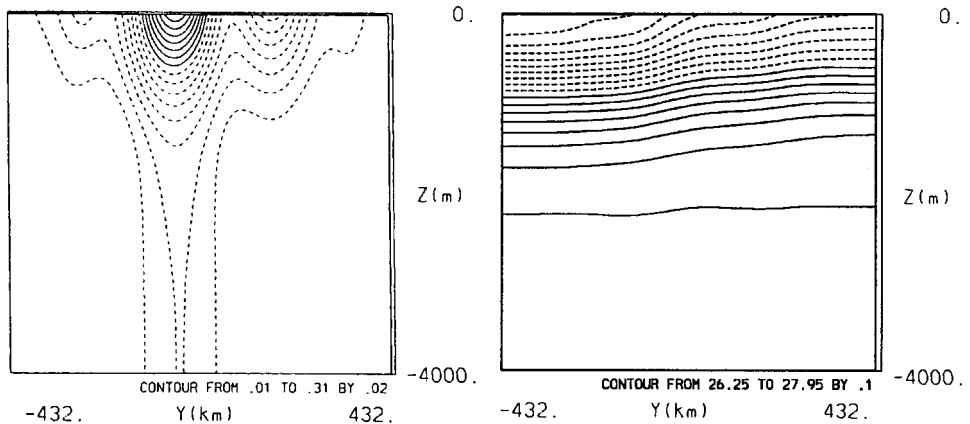 0.
Z(m)
-4000.
CONTOUR FROM .01 TO .31 BY .02
-432. Y(km) 432.
0.
Z(m)
-4000.
CONTOUR FROM 26.25 TO 27.95 BY .1
-432. Y(km) 432.